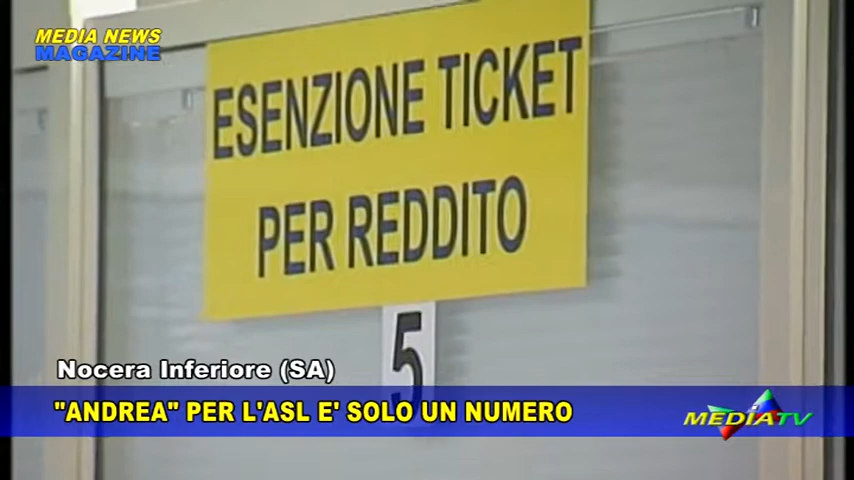 MEDIA NEWS
MAGAZINE
ESENZIONE TICKET
PER REDDITO
5
Nocera Inferiore (SA)
"ANDREA" PER L'ASL E' SOLO UN NUMERO
MEDIATV